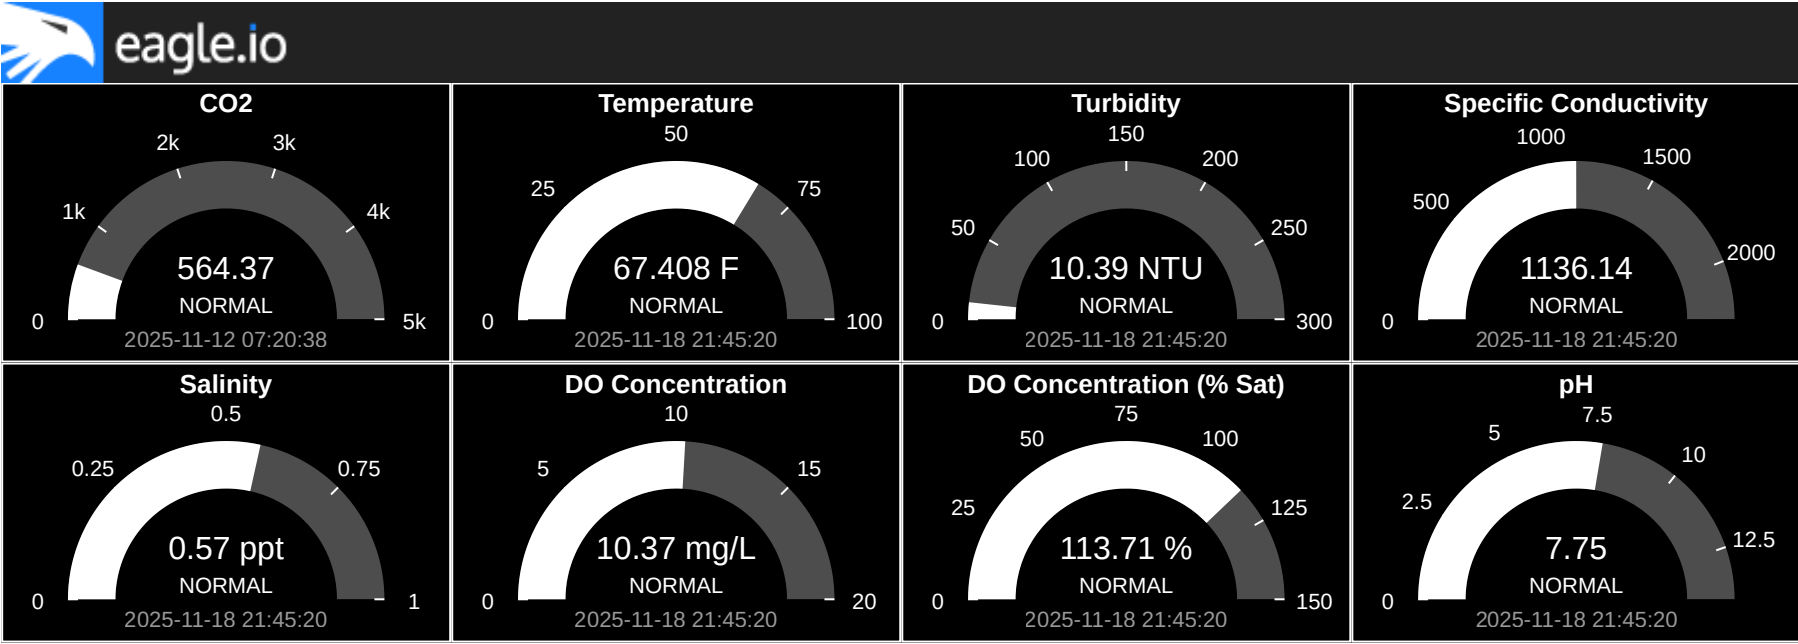 eagle.io
CO2
0
1k
2k
3k
4k
5k
564.37
NORMAL
2025-11-12 07:20:38
Temperature
0
25
50
75
100
67.408 F
NORMAL
2025-11-18 21:45:20
Turbidity
0
50
100
150
200
250
300
10.39 NTU
NORMAL
2025-11-18 21:45:20
Specific Conductivity
0
500
1000
1500
2000
1136.14
NORMAL
2025-11-18 21:45:20
Salinity
0
0.25
0.5
0.75
1
0.57 ppt
NORMAL
2025-11-18 21:45:20
DO Concentration
0
5
10
15
20
10.37 mg/L
NORMAL
2025-11-18 21:45:20
DO Concentration (% Sat)
0
25
50
75
100
125
150
113.71 %
NORMAL
2025-11-18 21:45:20
pH
0
2.5
5
7.5
10
12.5
7.75
NORMAL
2025-11-18 21:45:20